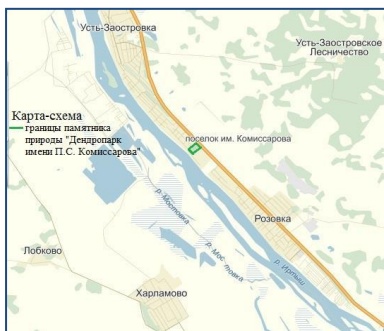 Усть-Заостровка
Усть-Заостровское
Лесничество
Карта-схема
границы памятника
природы "Дендропарк
имени П.С. Комиссарова"
поселок им. Комиссарова
р. Мостовка
Розовка
р. Мостовка
Лобково
р. Иртыш
Харламово